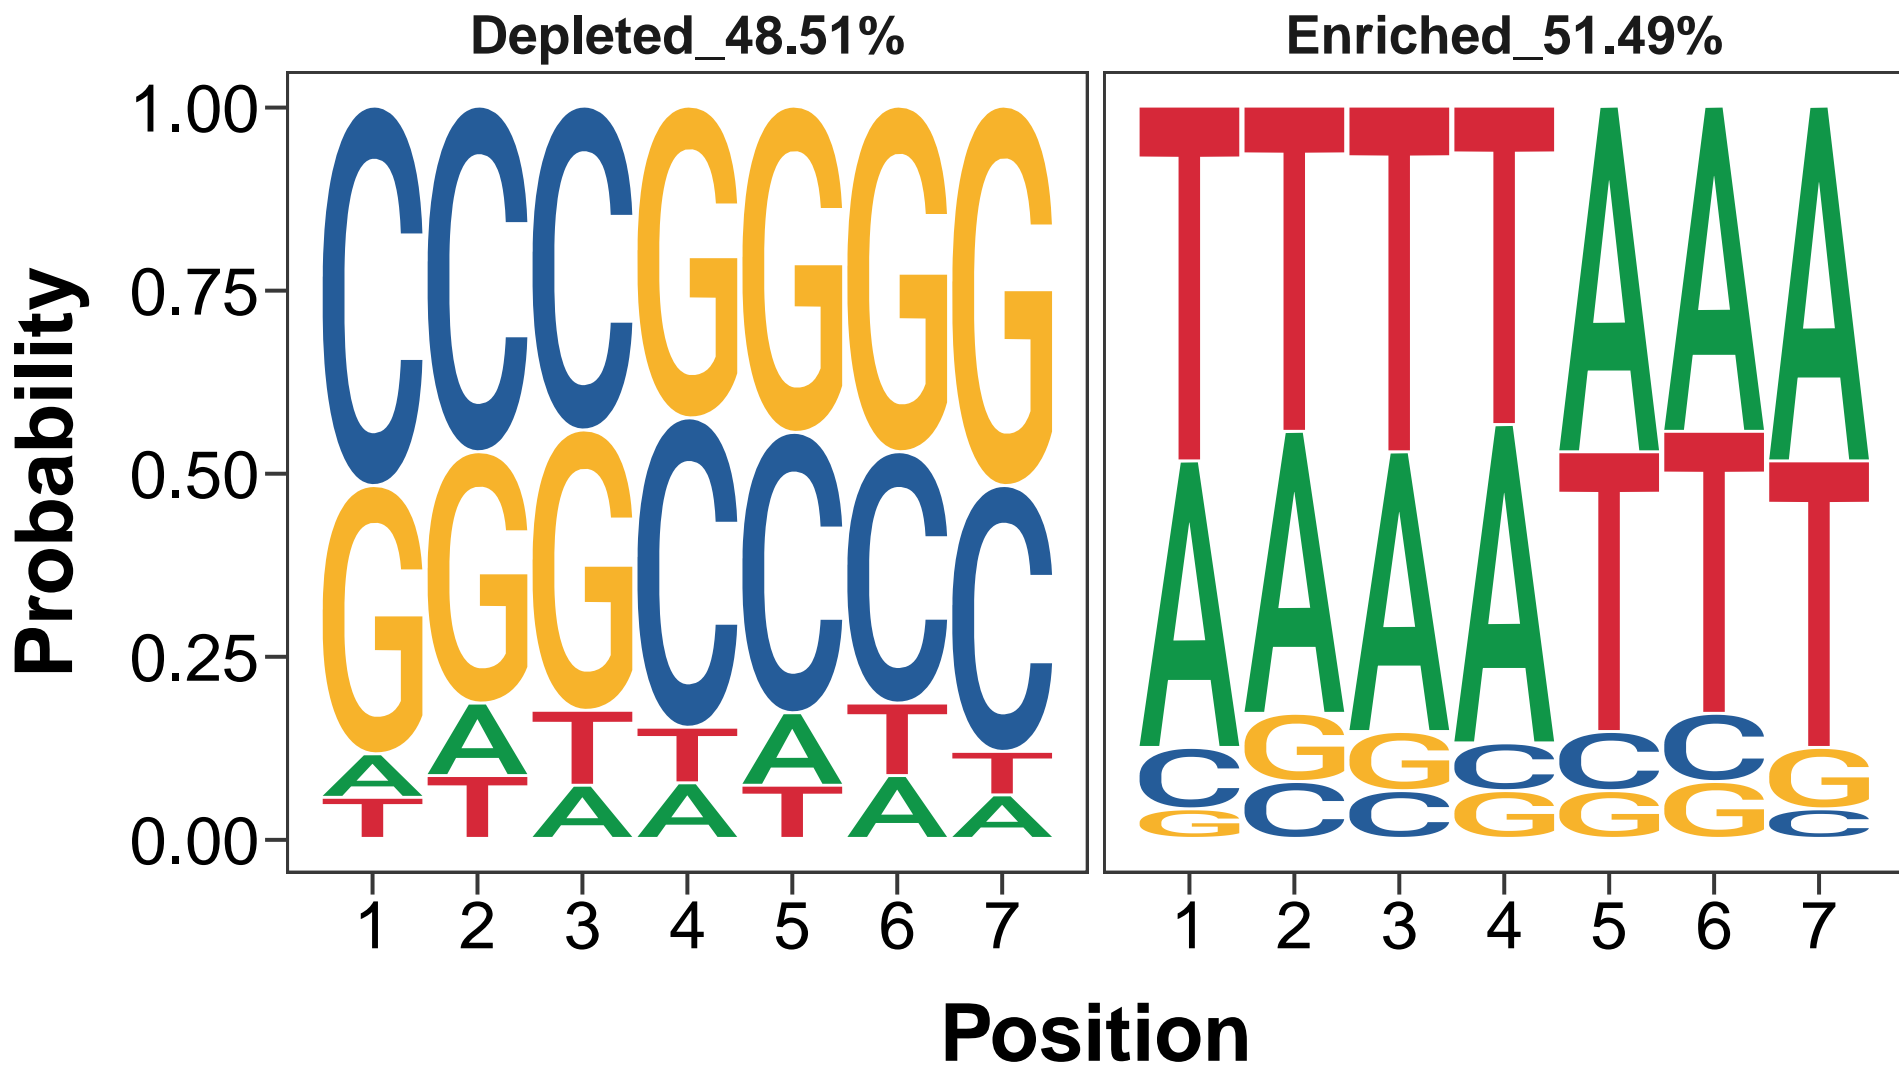 Depleted_48.51%
Enriched_51.49%
Probability
1.00
0.75
0.50
0.25
0.00
C C C G G G G
G G G C C C C
A A T T A T T
T T A A T A A
T T T T A A A
A A A A T T T
C G G C C C G
G C C G G G C
1 2 3 4 5 6 7
1 2 3 4 5 6 7
Position